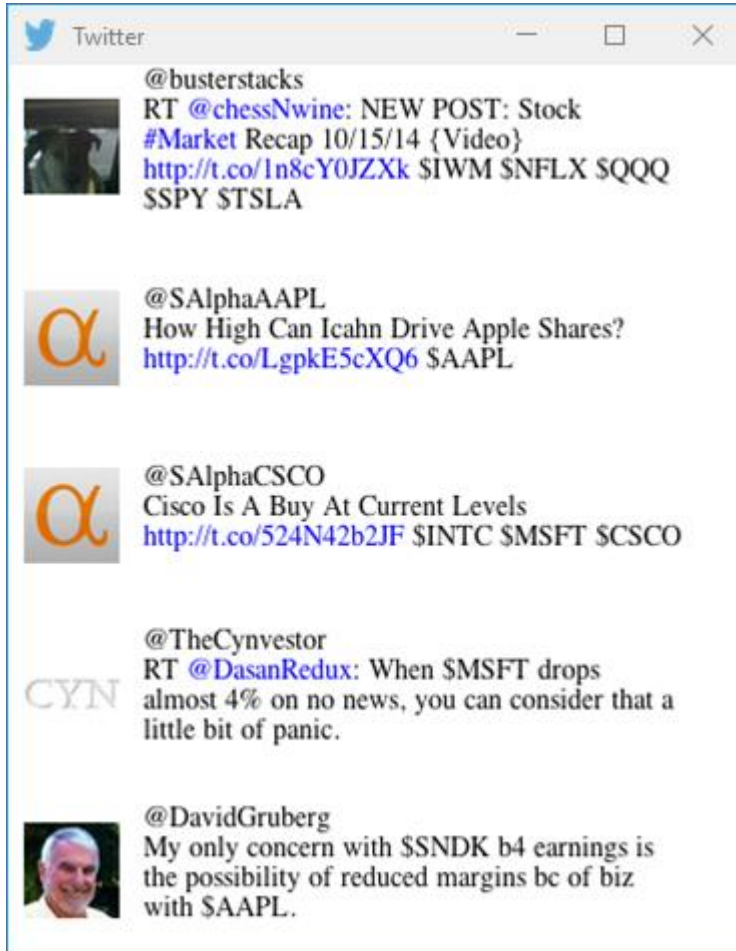 Twitter
@busterstacks
RT @chessNwine: NEW POST: Stock
#Market Recap 10/15/14 {Video}
http://t.co/1n8cY0JZXk $IWM $NFLX $QQQ
$SPY $TSLA
α
@SAlphaAAPL
How High Can Icahn Drive Apple Shares?
http://t.co/LgpkE5cXQ6 $AAPL
α
@SAlphaCSCO
Cisco Is A Buy At Current Levels
http://t.co/524N42b2JF $INTC $MSFT $CSCO
CYN
@TheCynvestor
RT @DasanRedux: When $MSFT drops
almost 4% on no news, you can consider that a
little bit of panic.
@DavidGruberg
My only concern with $SNDK b4 earnings is
the possibility of reduced margins bc of biz
with $AAPL.